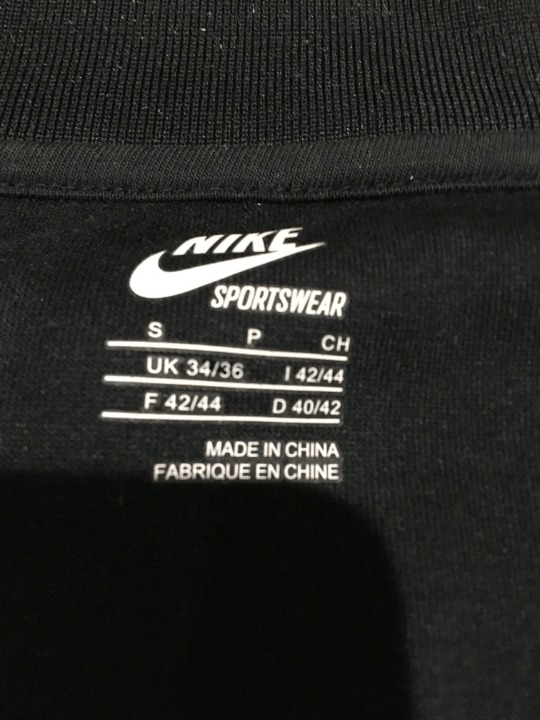 NIKE
SPORTSWEAR
S P CH
UK 34/36 I 42/44
F 42/44 D 40/42
MADE IN CHINA
FABRIQUE EN CHINE